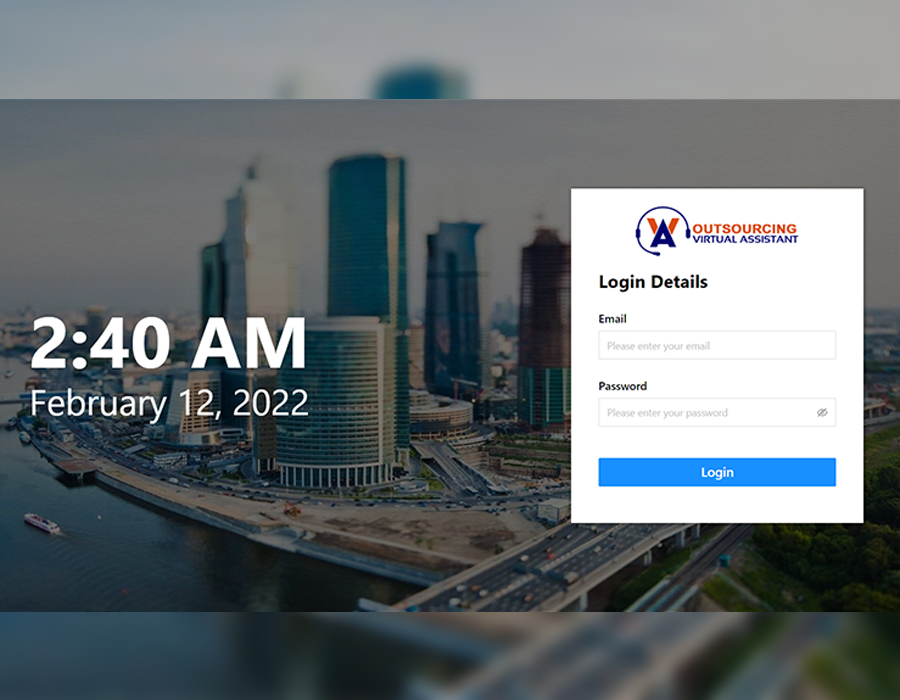 2:40 AM
February 12, 2022
VA
OUTSOURCING
VIRTUAL ASSISTANT
Login Details
Email
Please enter your email
Password
Please enter your password
Login